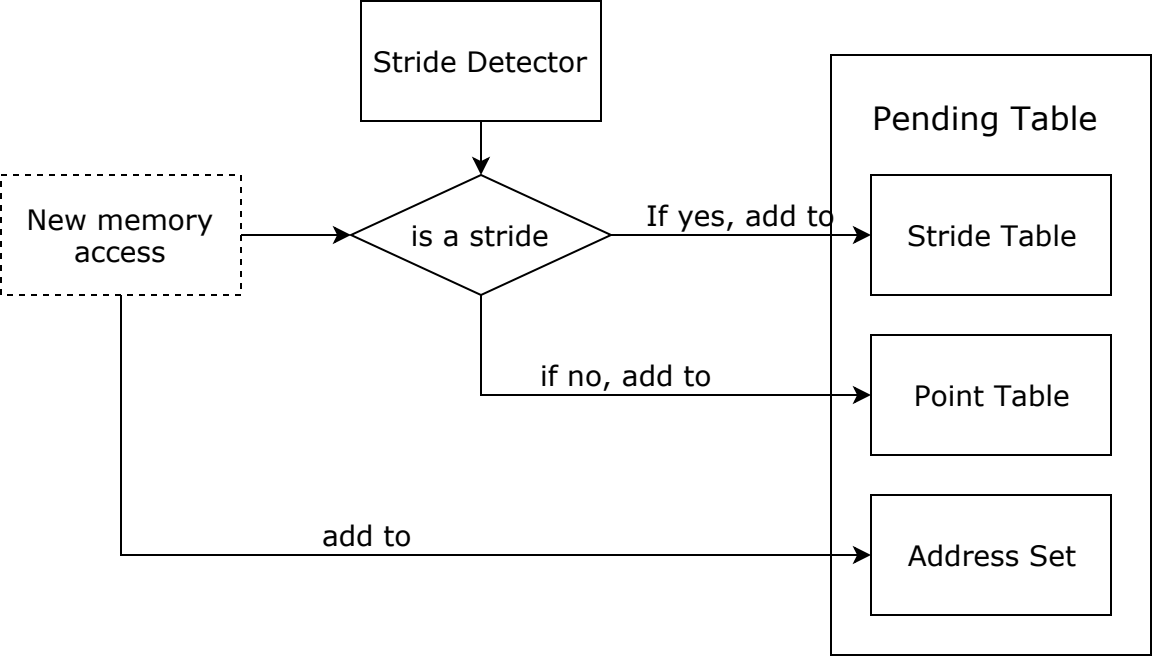 Stride Detector
Pending Table
New memory
access
is a stride
If yes, add to
Stride Table
if no, add to
Point Table
add to
Address Set